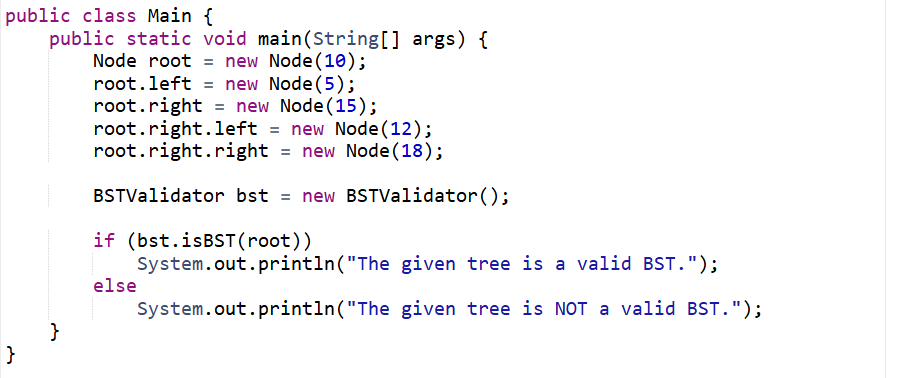 public class Main {
    public static void main(String[] args) {
        Node root = new Node(10);
        root.left = new Node(5);
        root.right = new Node(15);
        root.right.left = new Node(12);
        root.right.right = new Node(18);

        BSTValidator bst = new BSTValidator();

        if (bst.isBST(root))
            System.out.println("The given tree is a valid BST.");
        else
            System.out.println("The given tree is NOT a valid BST.");
    }
}